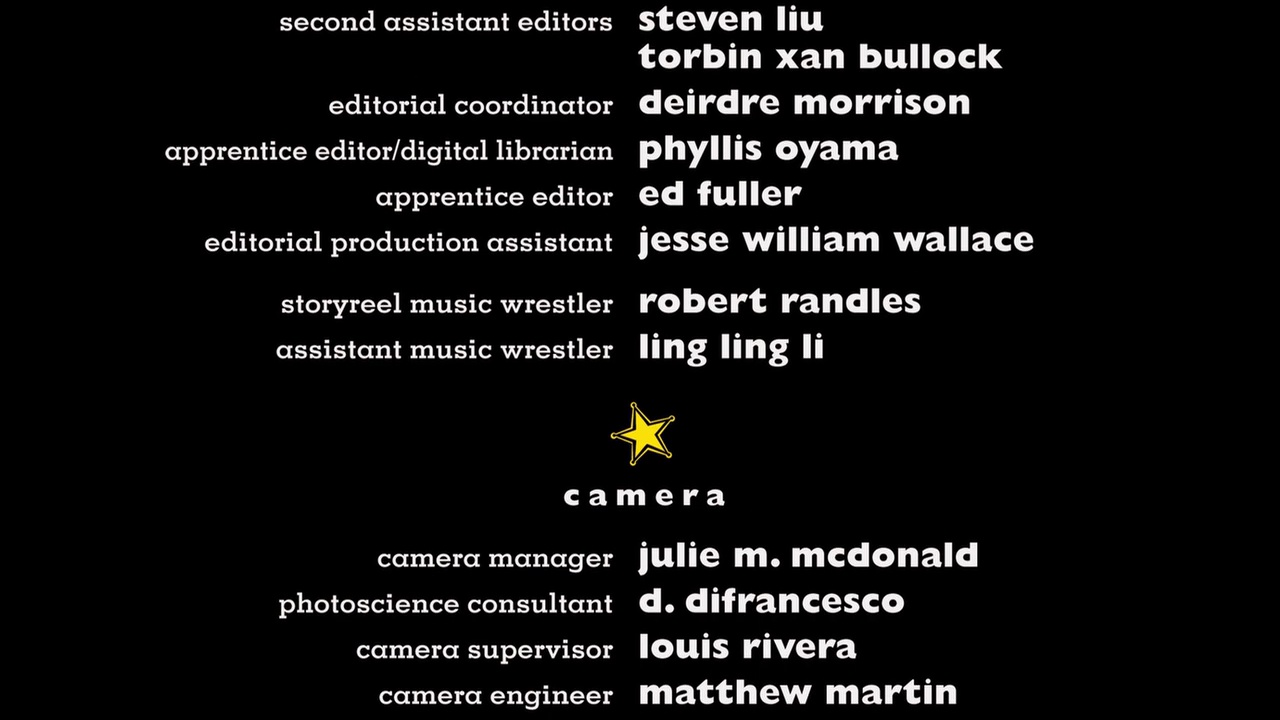 second assistant editors steven liu
torbin xan bullock
editorial coordinator deirdre morrison
apprentice editor/digital librarian phyllis oyama
apprentice editor ed fuller
editorial production assistant jesse william wallace
storyreel music wrestler robert randles
assistant music wrestler ling ling li
camera
camera manager julie m. mcdonald
photoscience consultant d. difrancesco
camera supervisor louis rivera
camera engineer matthew martin